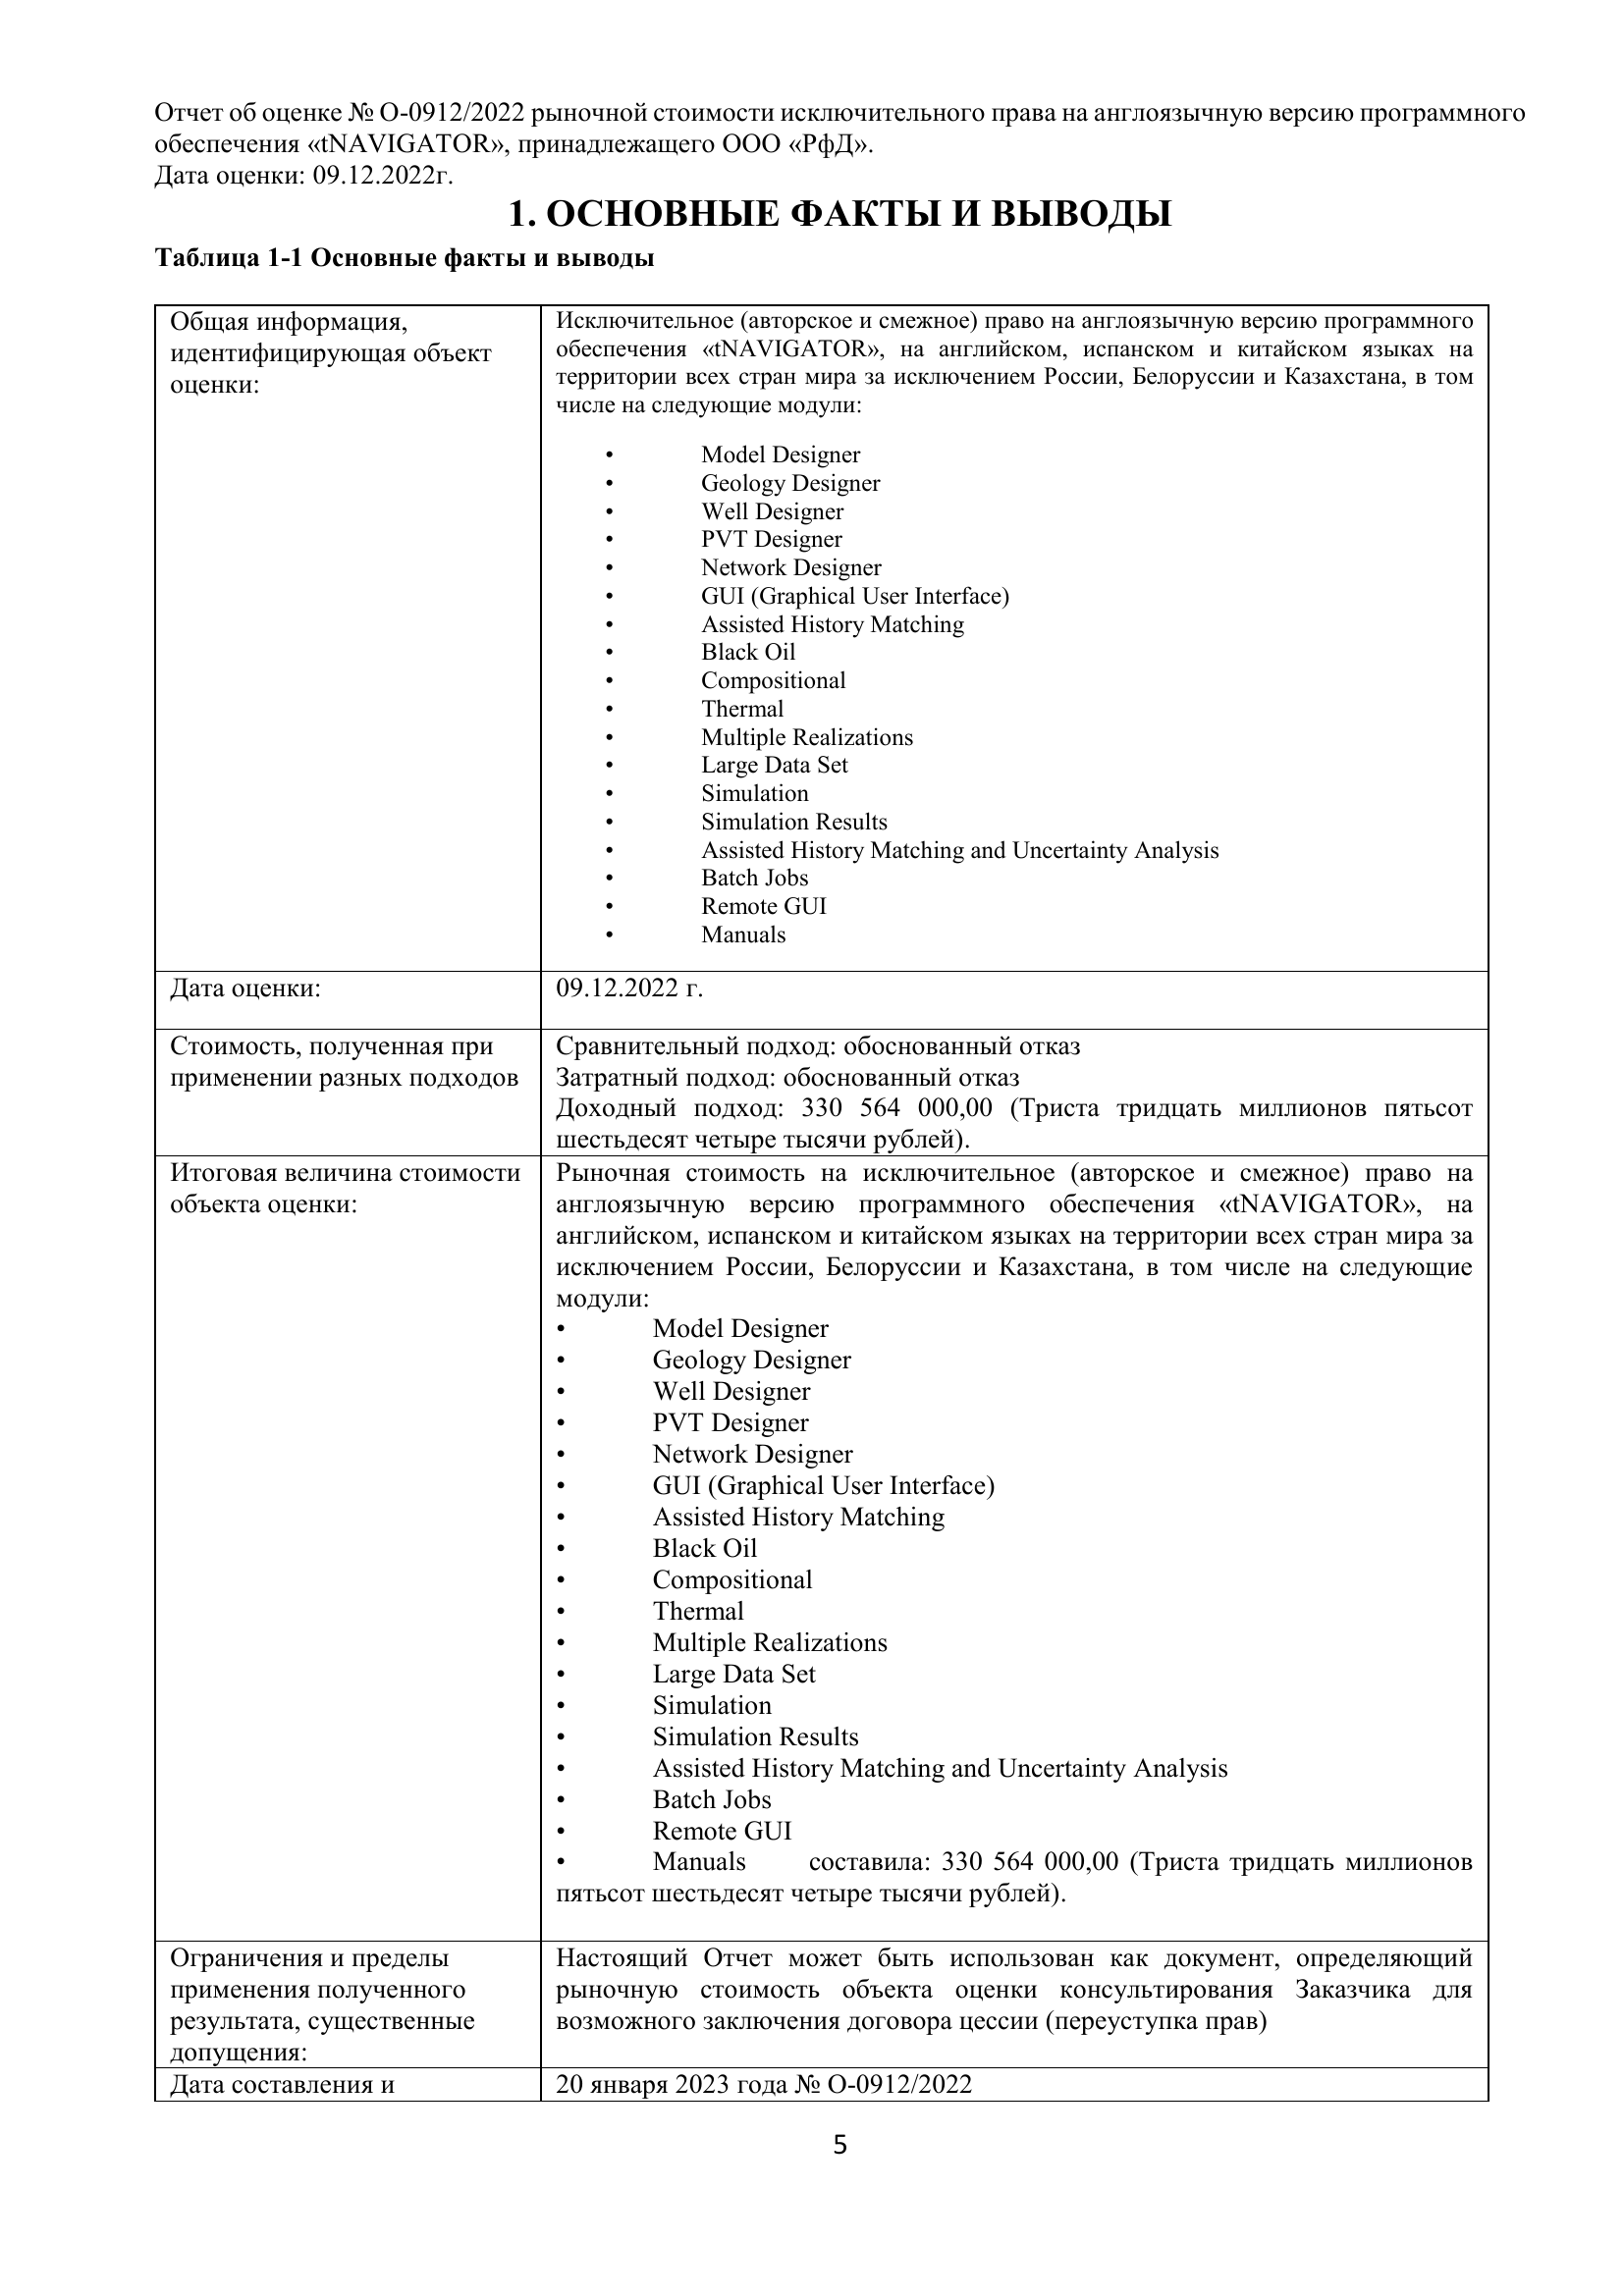 Отчет об оценке № О-0912/2022 рыночной стоимости исключительного права на англоязычную версию программного
обеспечения «tNAVIGATOR», принадлежащего ООО «РфД».
Дата оценки: 09.12.2022г.
1. ОСНОВНЫЕ ФАКТЫ И ВЫВОДЫ
Таблица 1-1 Основные факты и выводы
Общая информация,
идентифицирующая объект
оценки:
Исключительное (авторское и смежное) право на англоязычную версию программного
обеспечения «tNAVIGATOR», на английском, испанском и китайском языках на
территории всех стран мира за исключением России, Белоруссии и Казахстана, в том
числе на следующие модули:
• Model Designer
• Geology Designer
• Well Designer
• PVT Designer
• Network Designer
• GUI (Graphical User Interface)
• Assisted History Matching
• Black Oil
• Compositional
• Thermal
• Multiple Realizations
• Large Data Set
• Simulation
• Simulation Results
• Assisted History Matching and Uncertainty Analysis
• Batch Jobs
• Remote GUI
• Manuals
Дата оценки:
09.12.2022 г.
Стоимость, полученная при
применении разных подходов
Сравнительный подход: обоснованный отказ
Затратный подход: обоснованный отказ
Доходный подход: 330 564 000,00 (Триста тридцать миллионов пятьсот
шестьдесят четыре тысячи рублей).
Итоговая величина стоимости
объекта оценки:
Рыночная стоимость на исключительное (авторское и смежное) право на
англоязычную версию программного обеспечения «tNAVIGATOR», на
английском, испанском и китайском языках на территории всех стран мира за
исключением России, Белоруссии и Казахстана, в том числе на следующие
модули:
• Model Designer
• Geology Designer
• Well Designer
• PVT Designer
• Network Designer
• GUI (Graphical User Interface)
• Assisted History Matching
• Black Oil
• Compositional
• Thermal
• Multiple Realizations
• Large Data Set
• Simulation
• Simulation Results
• Assisted History Matching and Uncertainty Analysis
• Batch Jobs
• Remote GUI
• Manuals составила: 330 564 000,00 (Триста тридцать миллионов
пятьсот шестьдесят четыре тысячи рублей).
Ограничения и пределы
применения полученного
результата, существенные
допущения:
Настоящий Отчет может быть использован как документ, определяющий
рыночную стоимость объекта оценки консультирования Заказчика для
возможного заключения договора цессии (переуступка прав)
Дата составления и
20 января 2023 года № О-0912/2022
5